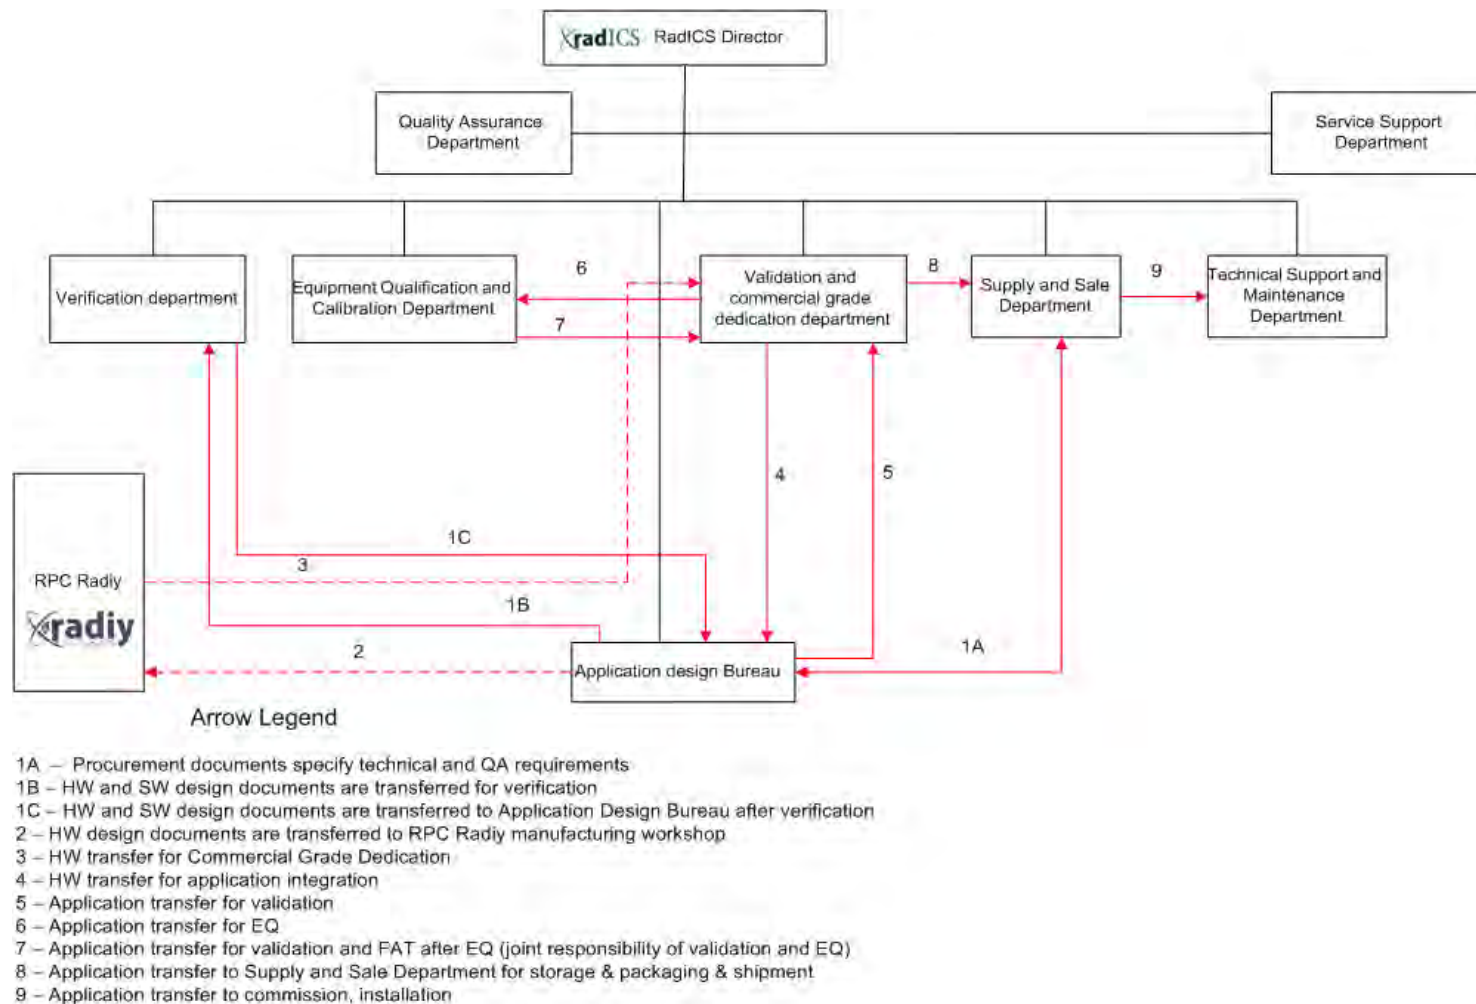 radICS RadICS Director
Quality Assurance
Department
Service Support
Department
Verification department
Equipment Qualification and
Calibration Department
6
7
Validation and
commercial grade
dedication department
8
Supply and Sale
Department
9
Technical Support and
Maintenance
Department
4
5
1C
3
RPC Radiy
radiy
1B
2
Application design Bureau
1A
Arrow Legend
1A – Procurement documents specify technical and QA requirements
1B – HW and SW design documents are transferred for verification
1C – HW and SW design documents are transferred to Application Design Bureau after verification
2 – HW design documents are transferred to RPC Radiy manufacturing workshop
3 – HW transfer for Commercial Grade Dedication
4 – HW transfer for application integration
5 – Application transfer for validation
6 – Application transfer for EQ
7 – Application transfer for validation and FAT after EQ (joint responsibility of validation and EQ)
8 – Application transfer to Supply and Sale Department for storage & packaging & shipment
9 – Application transfer to commission, installation